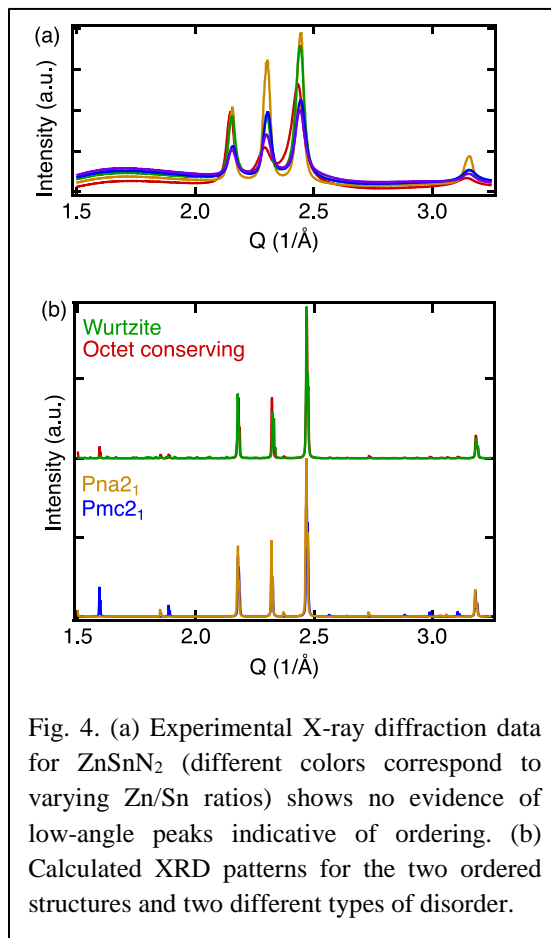 (a)
Intensity (a.u.)
1.5 2.0 2.5 3.0
Q (1/Å)
(b)
Wurtzite
Octet conserving
Intensity (a.u.)
Pna2₁
Pmc2₁
1.5 2.0 2.5 3.0
Q (1/Å)
Fig. 4. (a) Experimental X-ray diffraction data
for ZnSnN₂ (different colors correspond to
varying Zn/Sn ratios) shows no evidence of
low-angle peaks indicative of ordering. (b)
Calculated XRD patterns for the two ordered
structures and two different types of disorder.